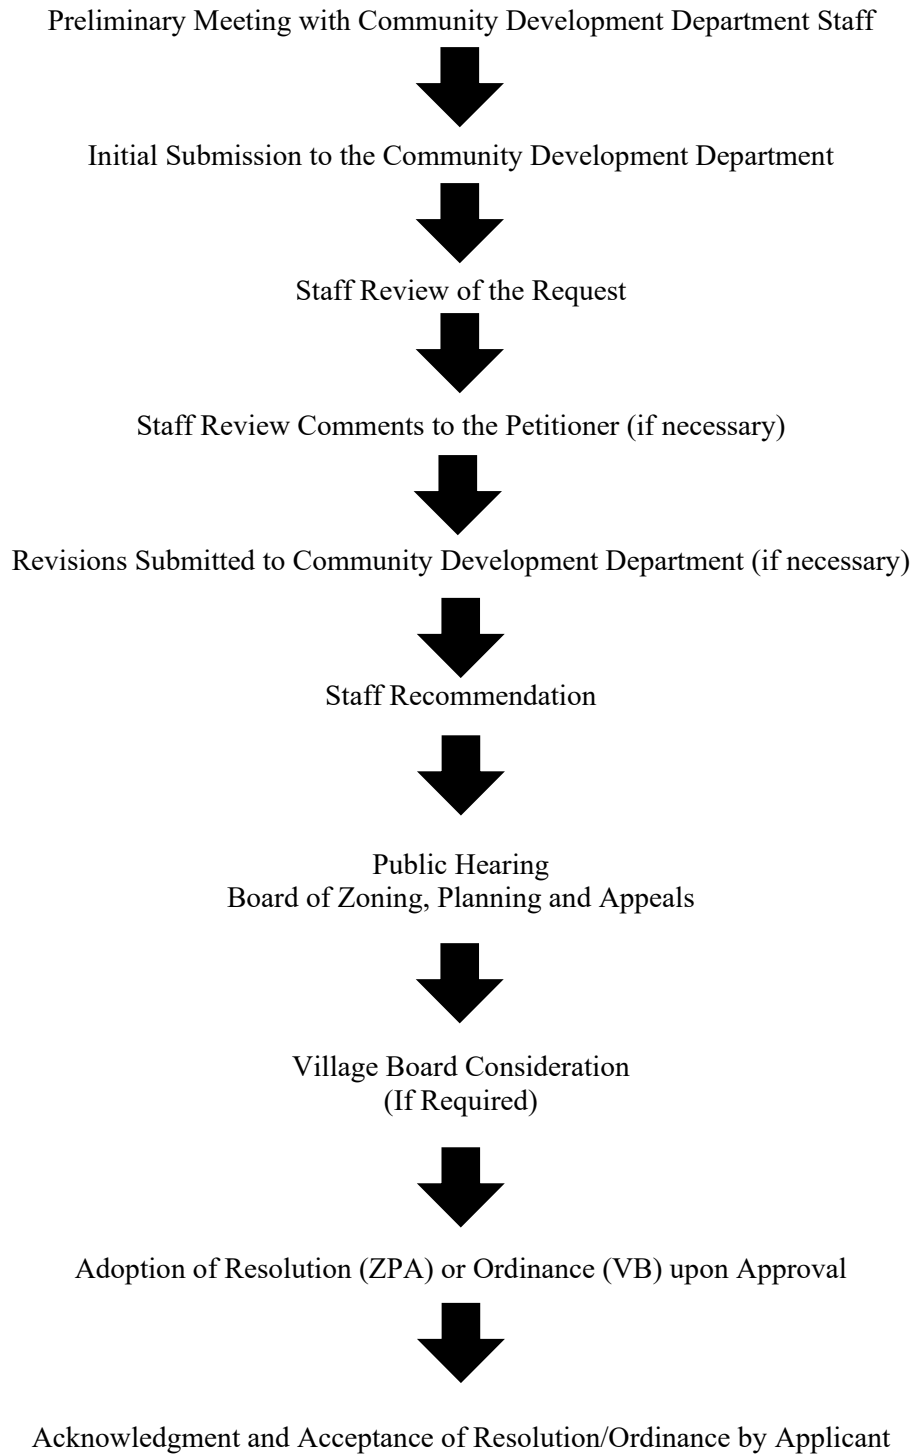 Preliminary Meeting with Community Development Department Staff
Initial Submission to the Community Development Department
Staff Review of the Request
Staff Review Comments to the Petitioner (if necessary)
Revisions Submitted to Community Development Department (if necessary)
Staff Recommendation
Public Hearing
Board of Zoning, Planning and Appeals
Village Board Consideration
(If Required)
Adoption of Resolution (ZPA) or Ordinance (VB) upon Approval
Acknowledgment and Acceptance of Resolution/Ordinance by Applicant